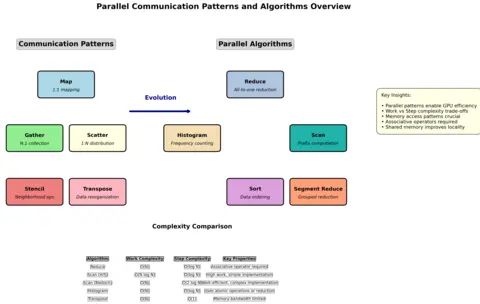 Parallel Communication Patterns and Algorithms Overview
Communication Patterns
Parallel Algorithms
Map
1:1 mapping
Reduce
All-to-one reduction
Evolution
Key Insights:
• Parallel patterns enable GPU efficiency
• Work vs Step complexity trade-offs
• Memory access patterns crucial
• Associative operators required
• Shared memory improves locality
Gather
N:1 collection
Scatter
1:N distribution
Histogram
Frequency counting
Scan
Prefix computation
Stencil
Neighborhood ops
Transpose
Data reorganization
Sort
Data ordering
Segment Reduce
Grouped reduction
Complexity Comparison
Algorithm Work Complexity Step Complexity Key Properties
Reduce O(N) O(log N) Associative operator required
Scan (H/S) O(N log N) O(log N) High work, simple implementation
Scan (Blelloch) O(N) O(2 log N) Work efficient, complex implementation
Histogram O(N) O(log N) Uses atomic operations or reduction
Transpose O(N) O(1) Memory bandwidth limited